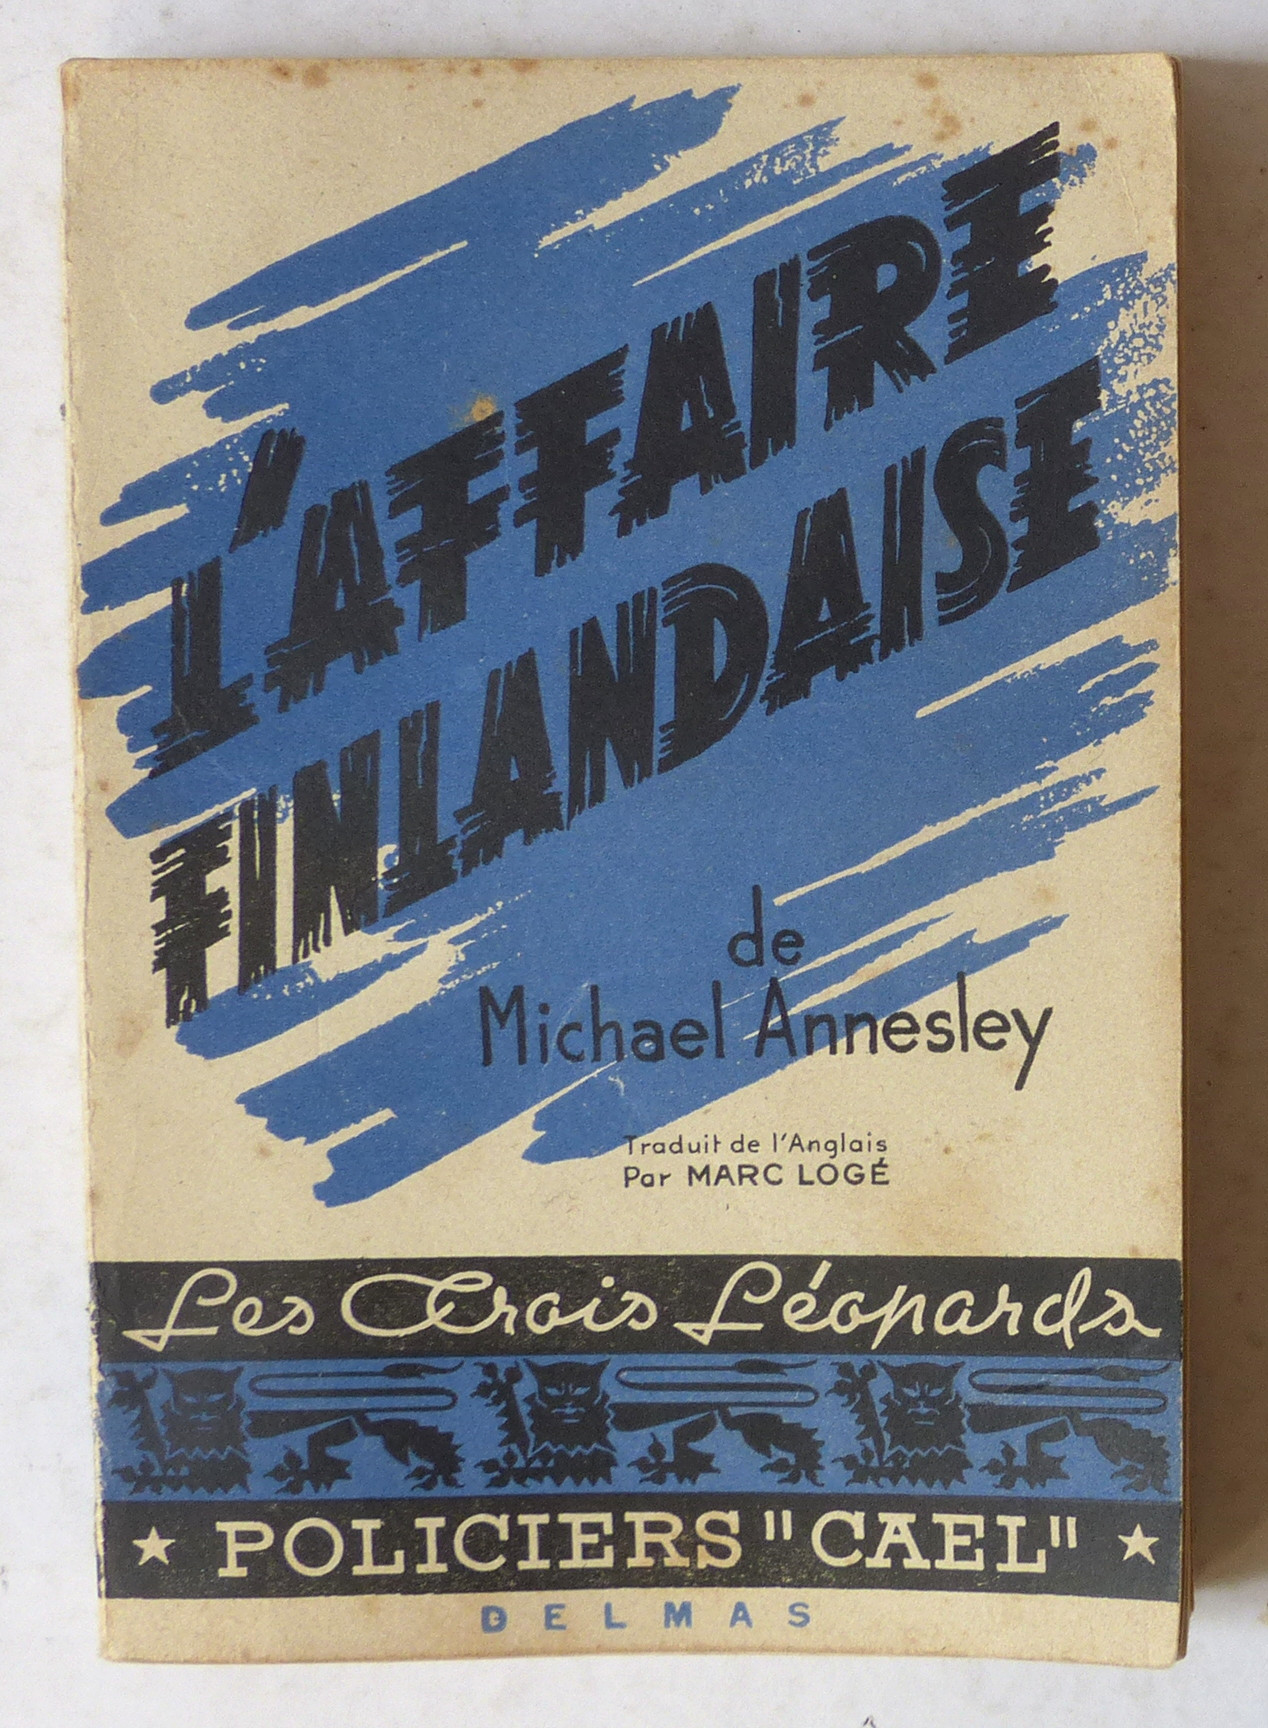 L'AFFAIRE
FINLANDAISE
de
Michael Annesley
Traduit de l'Anglais
Par MARC LOGÉ
Les Trois Léopards
★ POLICIERS "CAEL" ★
DELMAS